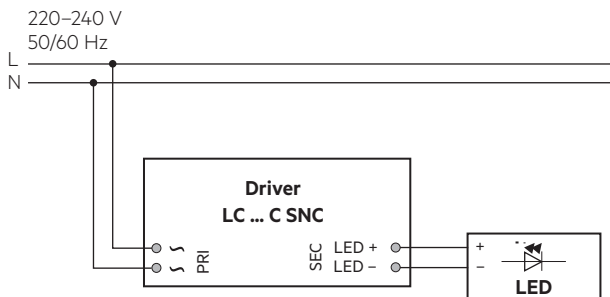 220–240 V
50/60 Hz
L
N
Driver
LC ... C SNC
~ PRI SEC LED + +
~ LED – –
LED